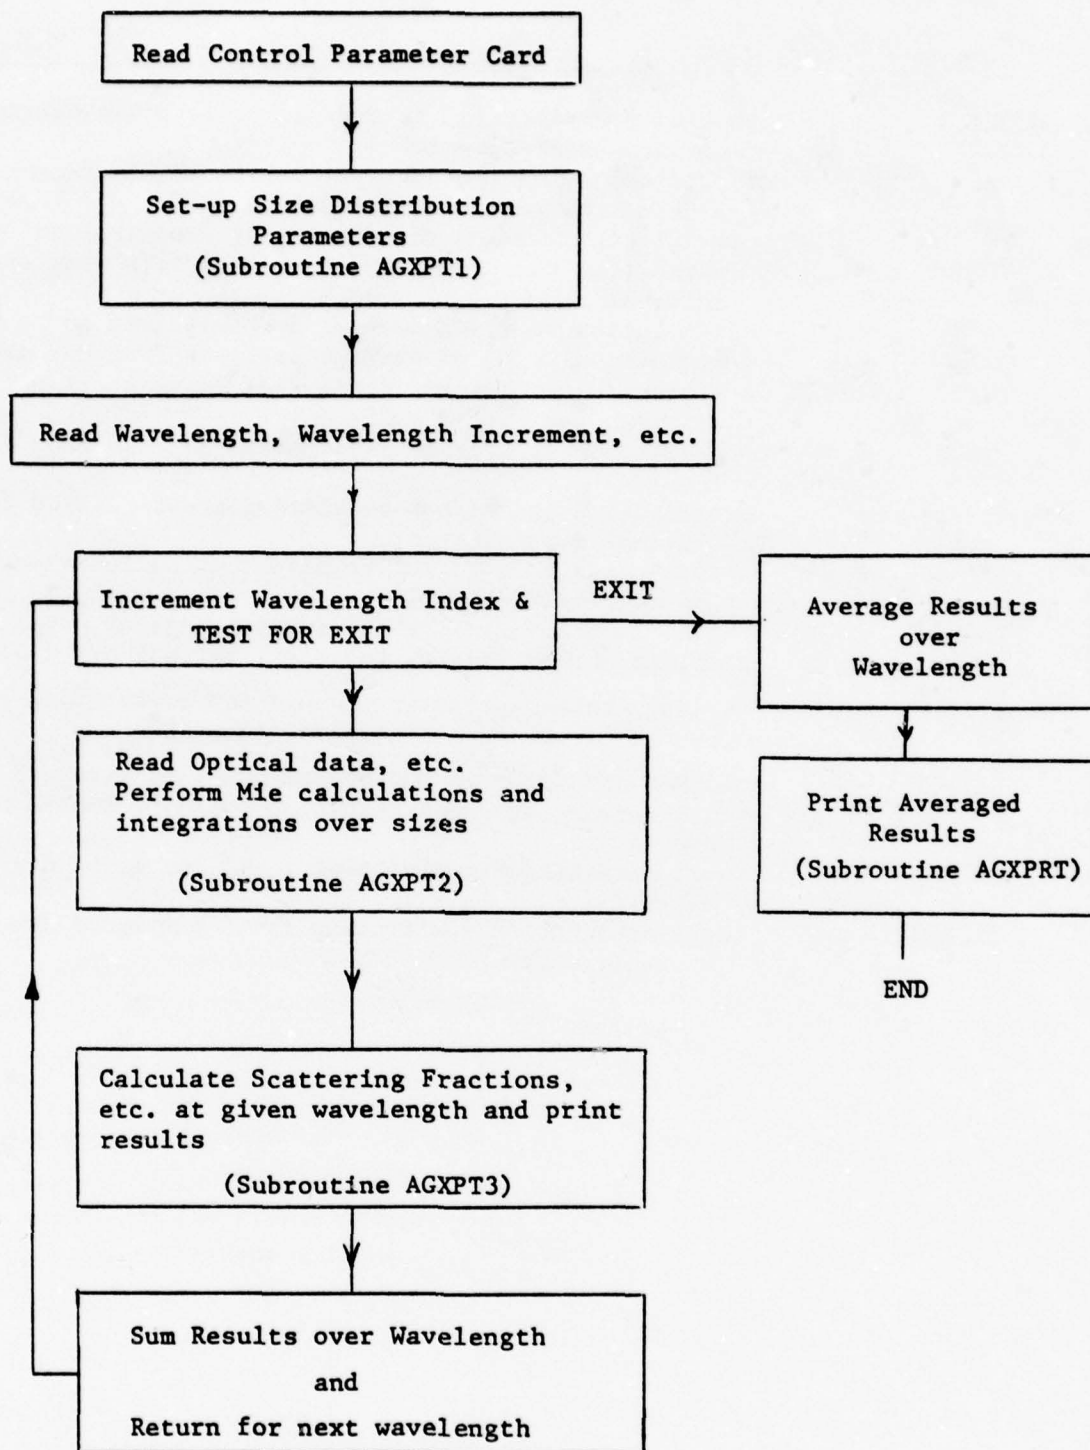 Read Control Parameter Card
Set-up Size Distribution
Parameters
(Subroutine AGXPT1)
Read Wavelength, Wavelength Increment, etc.
Increment Wavelength Index &
TEST FOR EXIT
EXIT
Average Results
over
Wavelength
Read Optical data, etc.
Perform Mie calculations and
integrations over sizes
(Subroutine AGXPT2)
Print Averaged
Results
(Subroutine AGXPRT)
END
Calculate Scattering Fractions,
etc. at given wavelength and print
results
(Subroutine AGXPT3)
Sum Results over Wavelength
and
Return for next wavelength